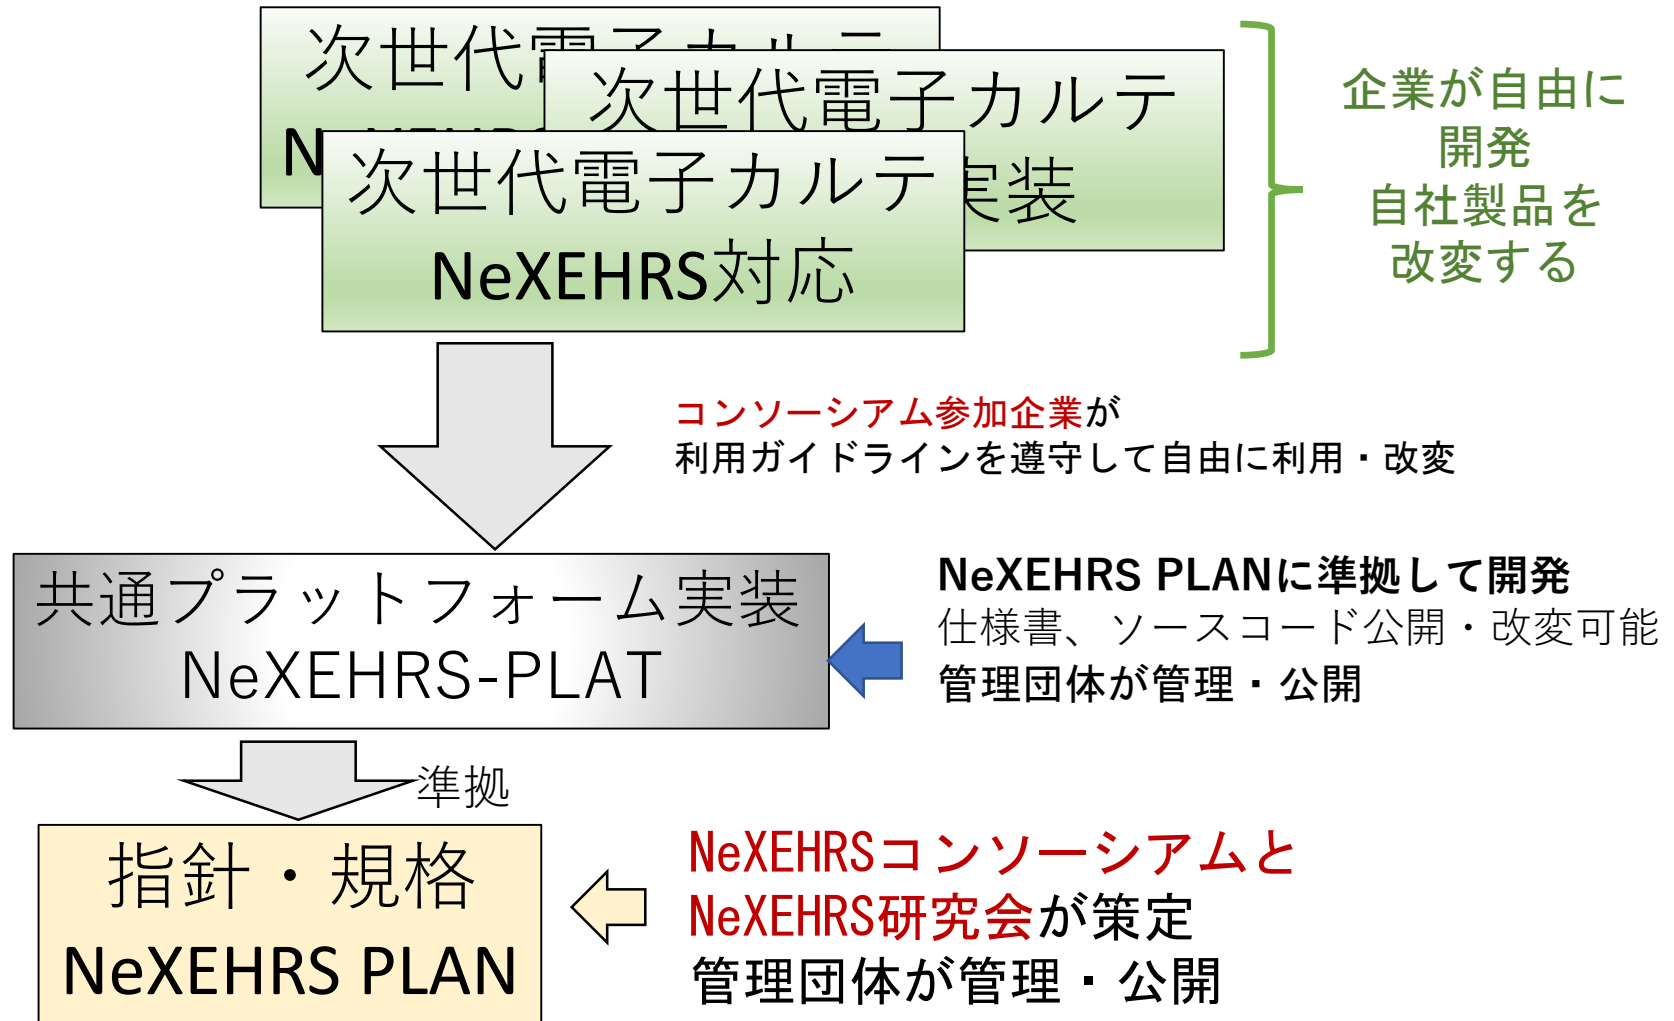 次世代電子カルテ
次世代電子カルテ
実装
次世代電子カルテ
NeXEHRS対応
企業が自由に
開発
自社製品を
改変する
コンソーシアム参加企業が
利用ガイドラインを遵守して自由に利用・改変
共通プラットフォーム実装
NeXEHRS-PLAT
NeXEHRS PLANに準拠して開発
仕様書、ソースコード公開・改変可能
管理団体が管理・公開
準拠
指針・規格
NeXEHRS PLAN
NeXEHRSコンソーシアムと
NeXEHRS研究会が策定
管理団体が管理・公開